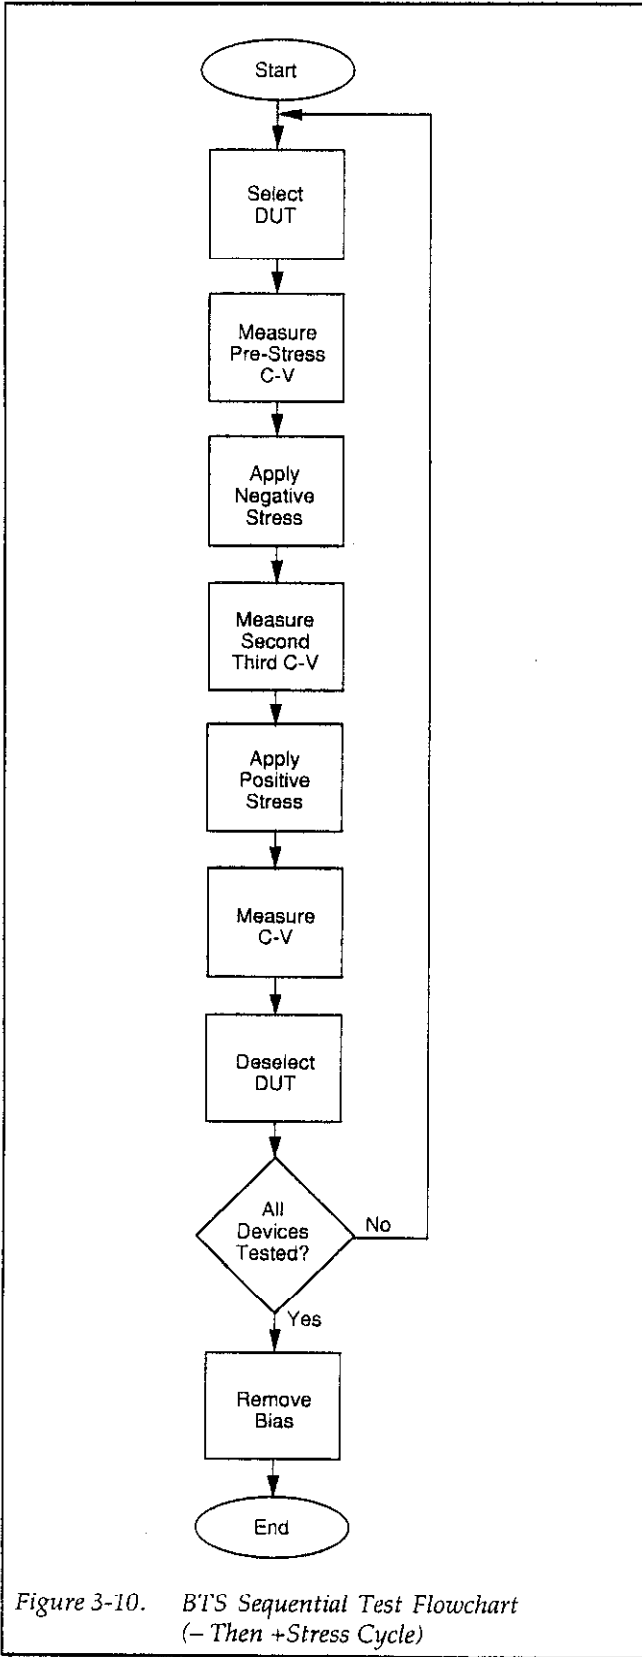 Start
Select
DUT
Measure
Pre-Stress
C-V
Apply
Negative
Stress
Measure
Second
Third C-V
Apply
Positive
Stress
Measure
C-V
Deselect
DUT
All
Devices
Tested?
No
Yes
Remove
Bias
End
Figure 3-10. BTS Sequential Test Flowchart
(– Then +Stress Cycle)